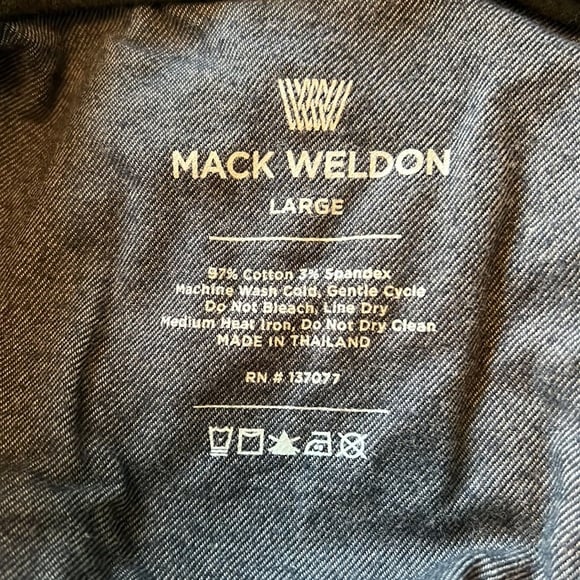 MACK WELDON
LARGE
97% Cotton 3% Spandex
Machine Wash Cold, Gentle Cycle
Do Not Bleach, Line Dry
Medium Heat Iron, Do Not Dry Clean
MADE IN THAILAND
RN # 137077